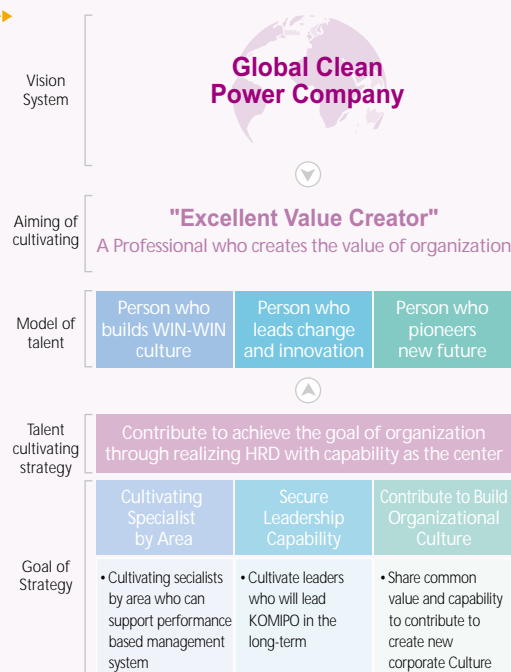 Vision
System
Global Clean
Power Company
Aiming of
cultivating
"Excellent Value Creator"
A Professional who creates the value of organization
Model of
talent
Person who
builds WIN-WIN
culture
Person who
leads change
and innovation
Person who
pioneers
new future
Talent
cultivating
strategy
Contribute to achieve the goal of organization
through realizing HRD with capability as the center
Goal of
Strategy
Cultivating
Specialist
by Area
Secure
Leadership
Capability
Contribute to Build
Organizational
Culture
• Cultivating secialists
by area who can
support performance
based management
system
• Cultivate leaders
who will lead
KOMIPO in the
long-term
• Share common
value and capability
to contribute to
create new
corporate Culture